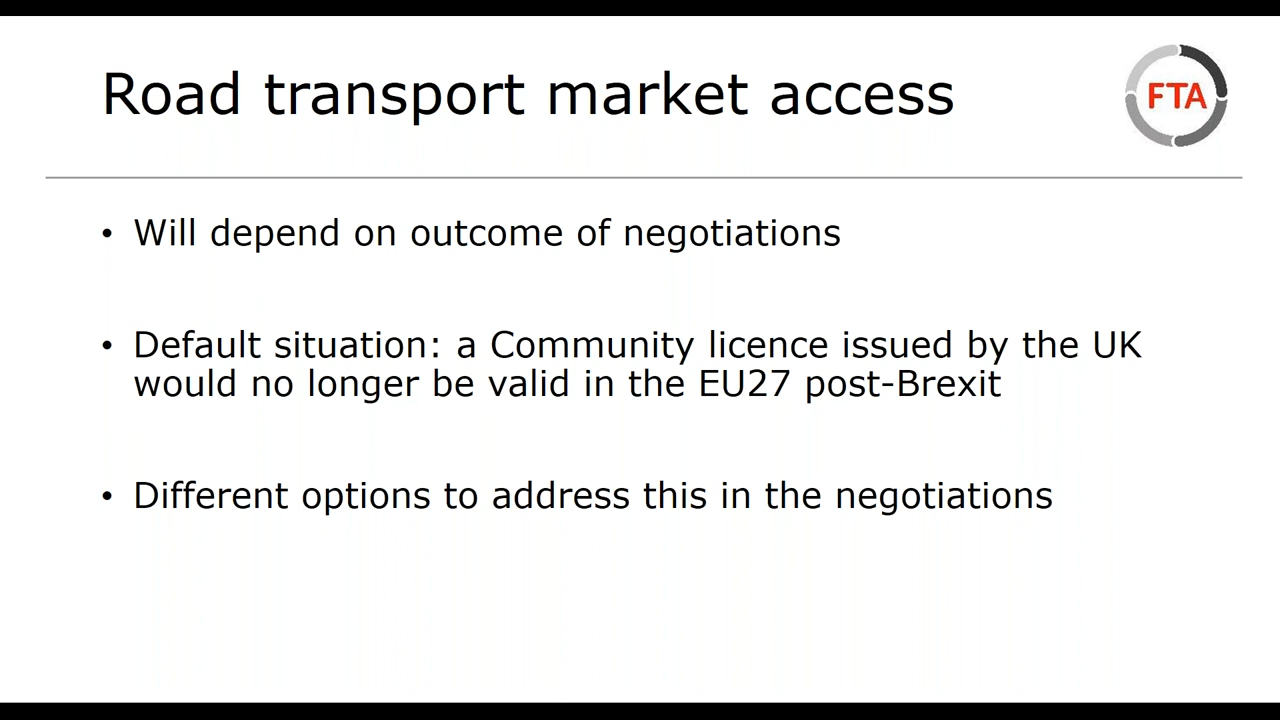 Road transport market access
FTA
• Will depend on outcome of negotiations
• Default situation: a Community licence issued by the UK
would no longer be valid in the EU27 post-Brexit
• Different options to address this in the negotiations